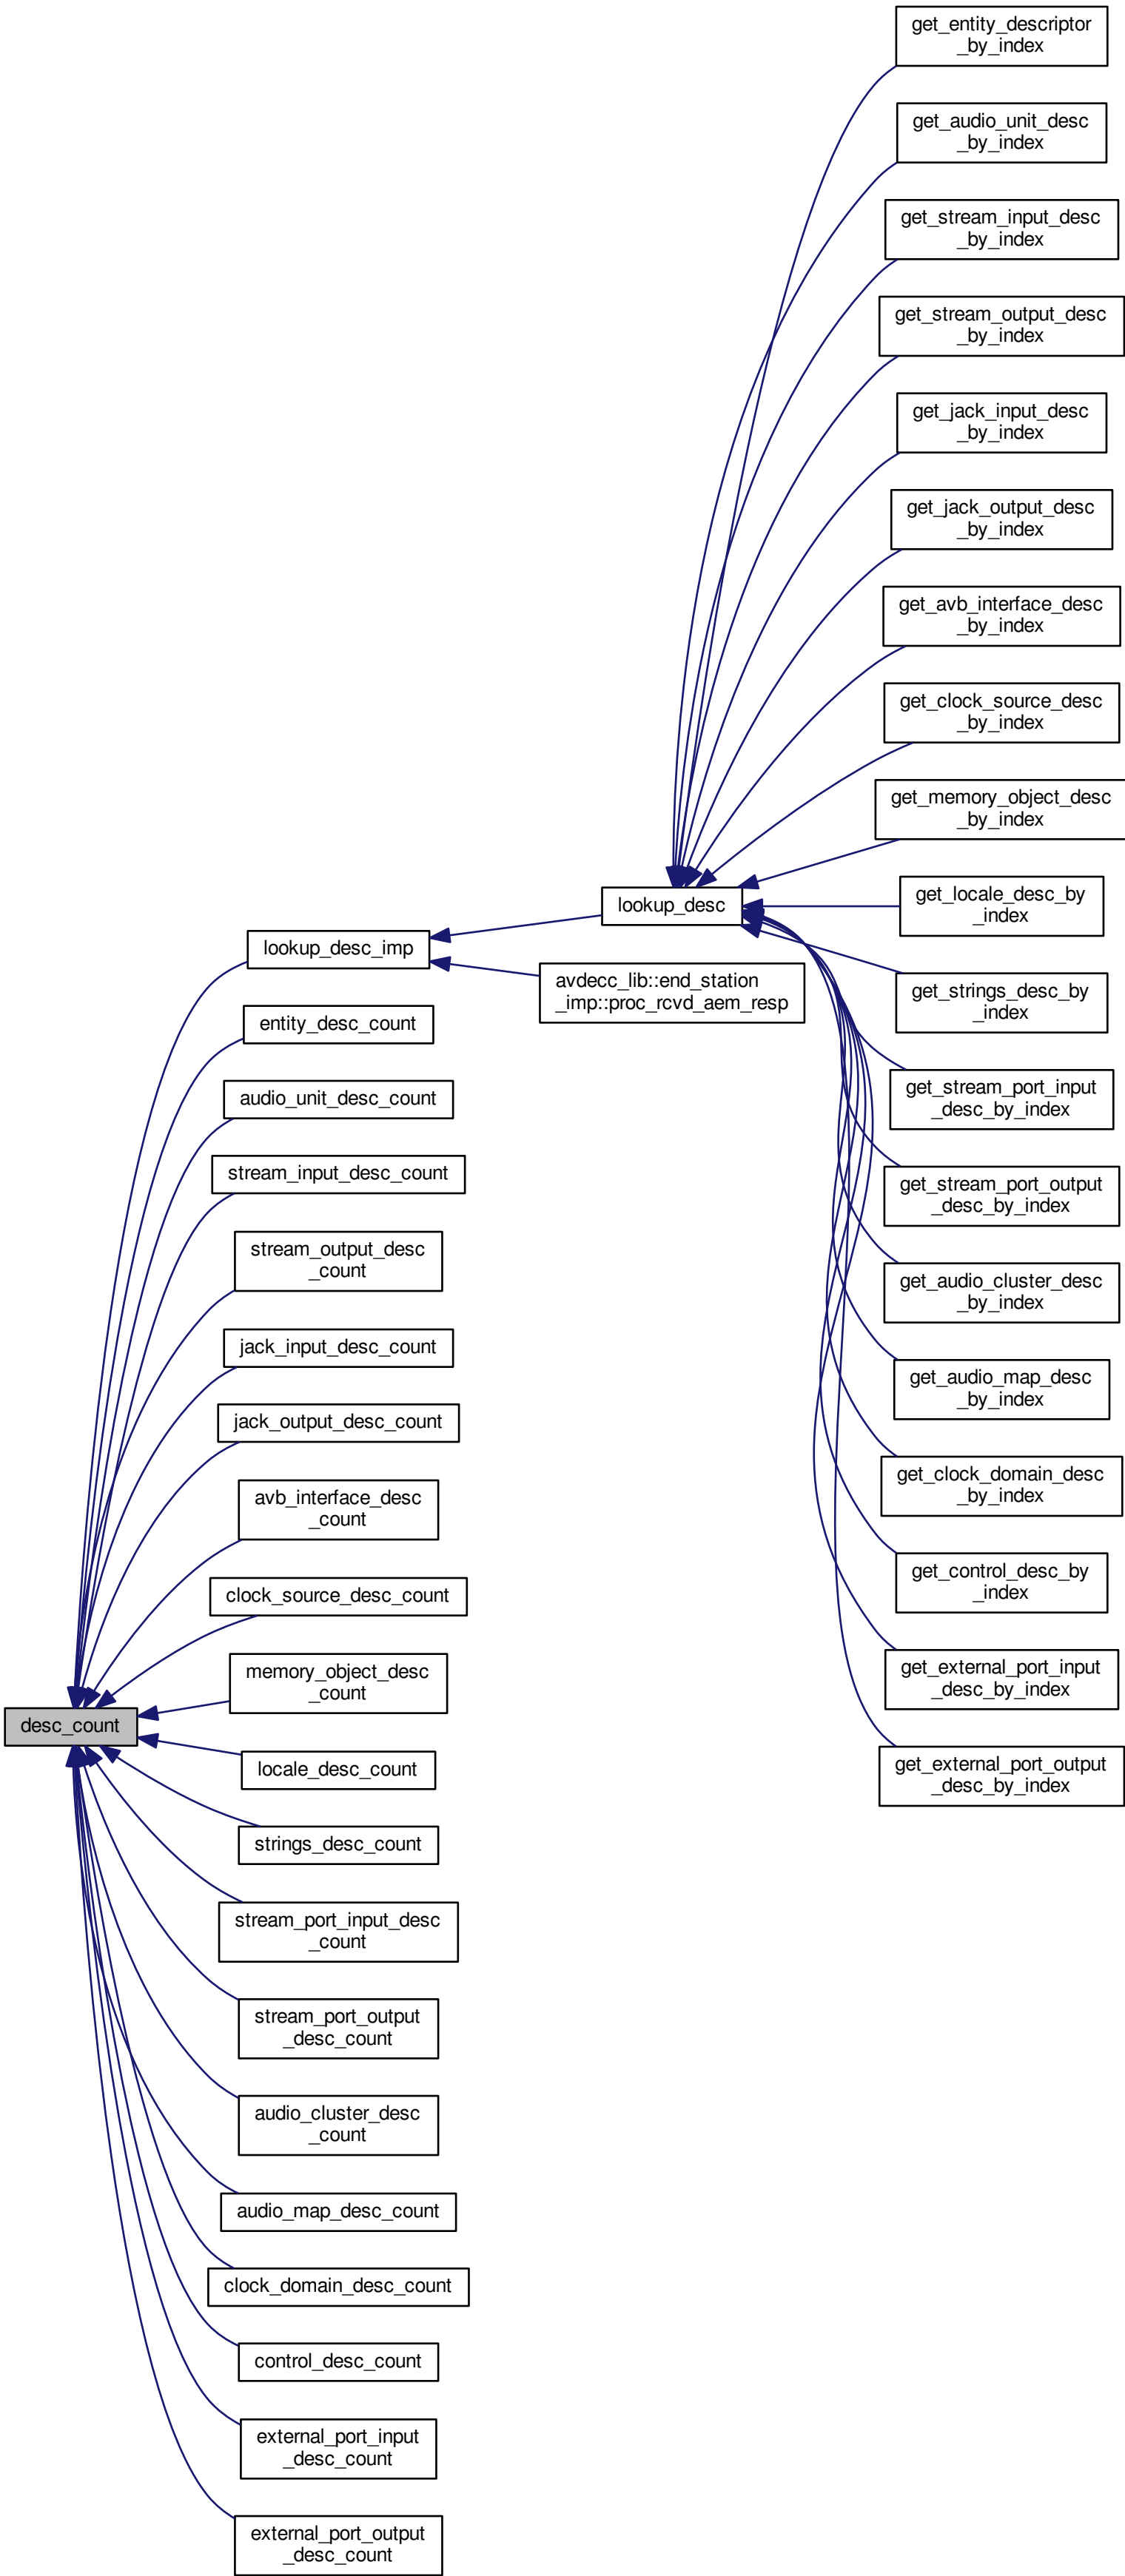 get_entity_descriptor
_by_index
get_audio_unit_desc
_by_index
get_stream_input_desc
_by_index
get_stream_output_desc
_by_index
get_jack_input_desc
_by_index
get_jack_output_desc
_by_index
get_avb_interface_desc
_by_index
get_clock_source_desc
_by_index
get_memory_object_desc
_by_index
lookup_desc
get_locale_desc_by
_index
lookup_desc_imp
avdecc_lib::end_station
_imp::proc_rcvd_aem_resp
get_strings_desc_by
_index
entity_desc_count
get_stream_port_input
_desc_by_index
audio_unit_desc_count
stream_input_desc_count
get_stream_port_output
_desc_by_index
stream_output_desc
_count
get_audio_cluster_desc
_by_index
jack_input_desc_count
get_audio_map_desc
_by_index
jack_output_desc_count
get_clock_domain_desc
_by_index
avb_interface_desc
_count
clock_source_desc_count
get_control_desc_by
_index
memory_object_desc
_count
get_external_port_input
_desc_by_index
desc_count
locale_desc_count
get_external_port_output
_desc_by_index
strings_desc_count
stream_port_input_desc
_count
stream_port_output
_desc_count
audio_cluster_desc
_count
audio_map_desc_count
clock_domain_desc_count
control_desc_count
external_port_input
_desc_count
external_port_output
_desc_count